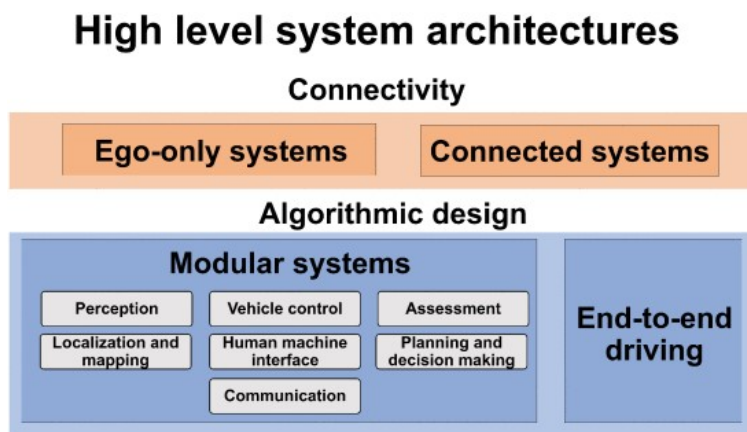 High level system architectures
Connectivity
Ego-only systems
Connected systems
Algorithmic design
Modular systems
Perception
Vehicle control
Assessment
Localization and
mapping
Human machine
interface
Planning and
decision making
Communication
End-to-end
driving